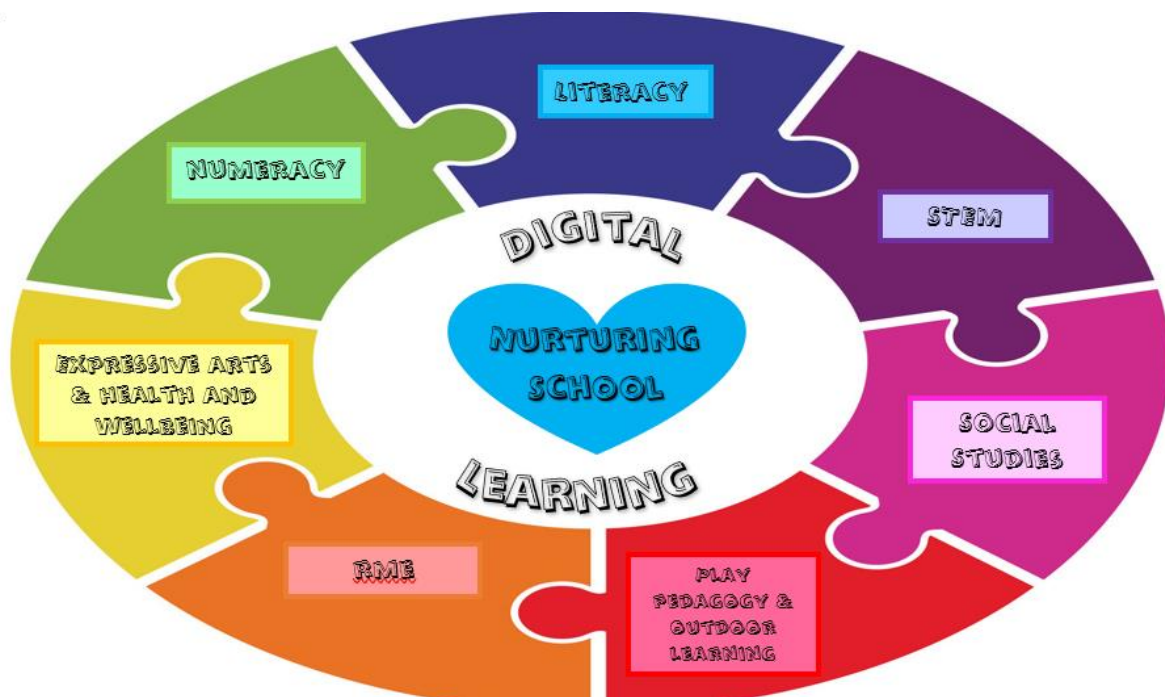 LITERACY
NUMERACY
STEM
DIGITAL
NURTURING
SCHOOL
LEARNING
EXPRESSIVE ARTS
& HEALTH AND
WELLBEING
SOCIAL
STUDIES
RME
PLAY
PEDAGOGY &
OUTDOOR
LEARNING